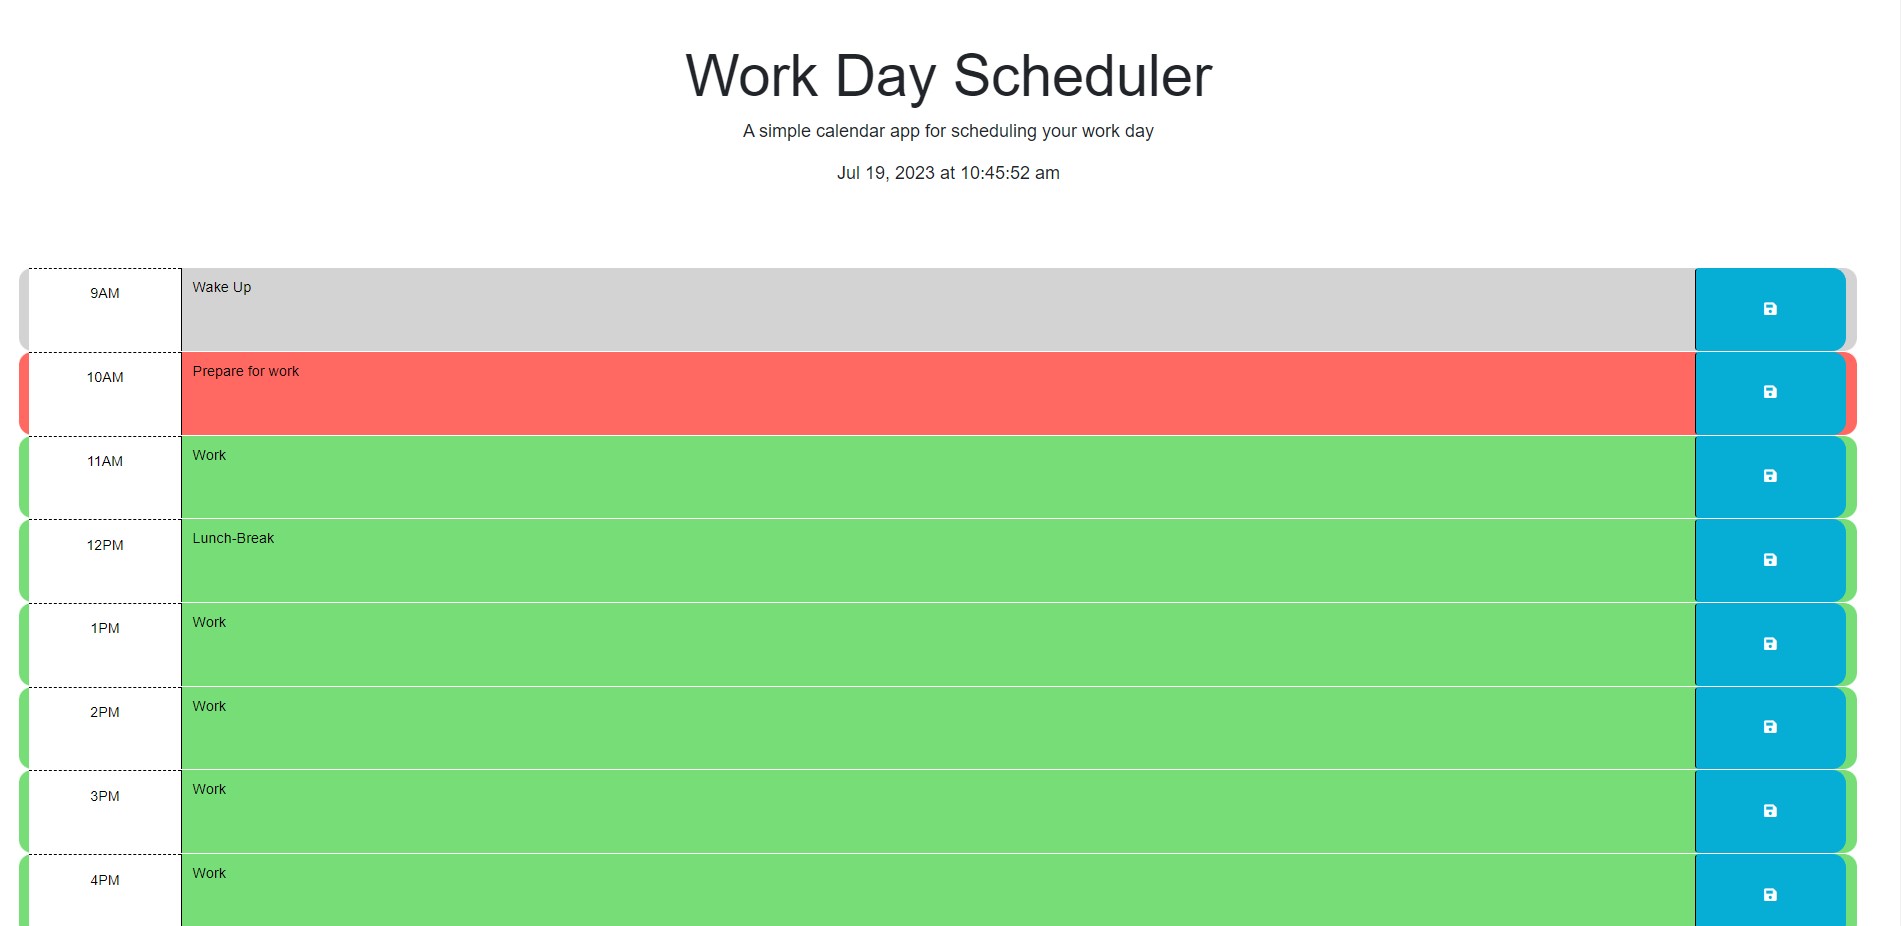 Work Day Scheduler
A simple calendar app for scheduling your work day
Jul 19, 2023 at 10:45:52 am
9AM Wake Up
10AM Prepare for work
11AM Work
12PM Lunch-Break
1PM Work
2PM Work
3PM Work
4PM Work